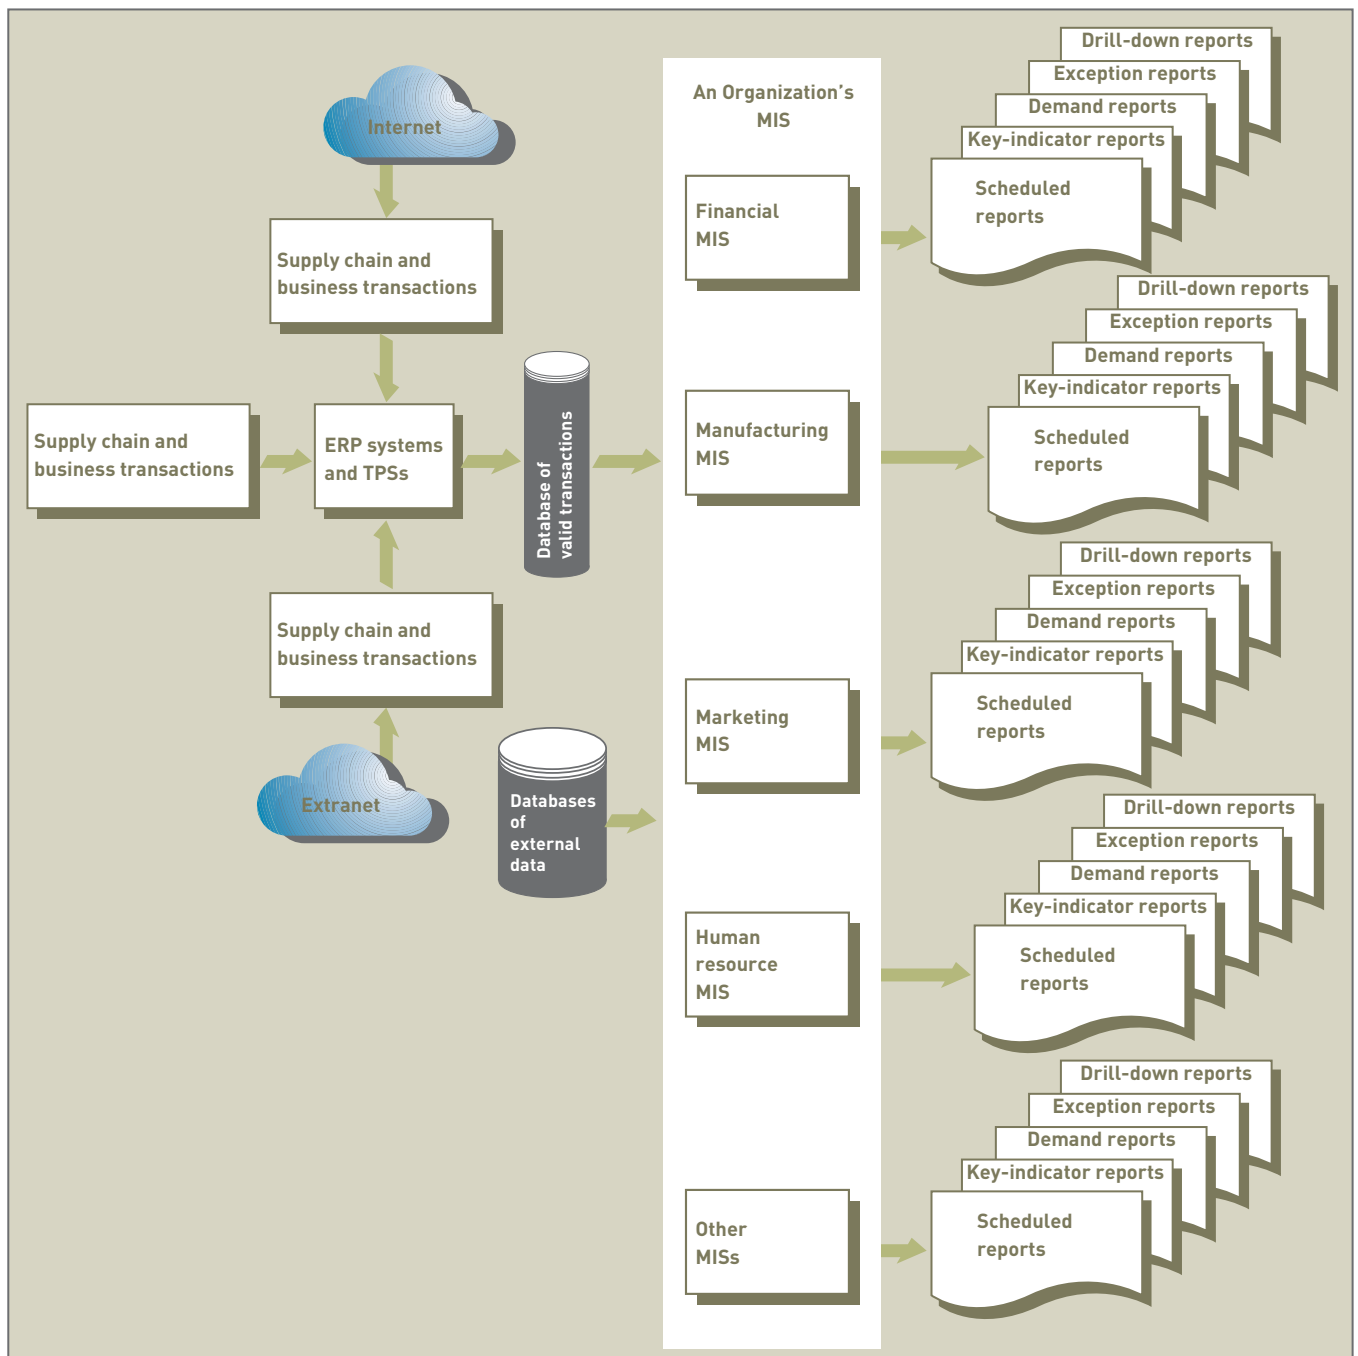 Internet
Supply chain and
business transactions
Supply chain and
business transactions
ERP systems
and TPSs
Database of
valid transactions
Supply chain and
business transactions
Extranet
Databases
of
external
data
An Organization's
MIS
Financial
MIS
Manufacturing
MIS
Marketing
MIS
Human
resource
MIS
Other
MISs
Drill-down reports
Exception reports
Demand reports
Key-indicator reports
Scheduled
reports
Drill-down reports
Exception reports
Demand reports
Key-indicator reports
Scheduled
reports
Drill-down reports
Exception reports
Demand reports
Key-indicator reports
Scheduled
reports
Drill-down reports
Exception reports
Demand reports
Key-indicator reports
Scheduled
reports
Drill-down reports
Exception reports
Demand reports
Key-indicator reports
Scheduled
reports